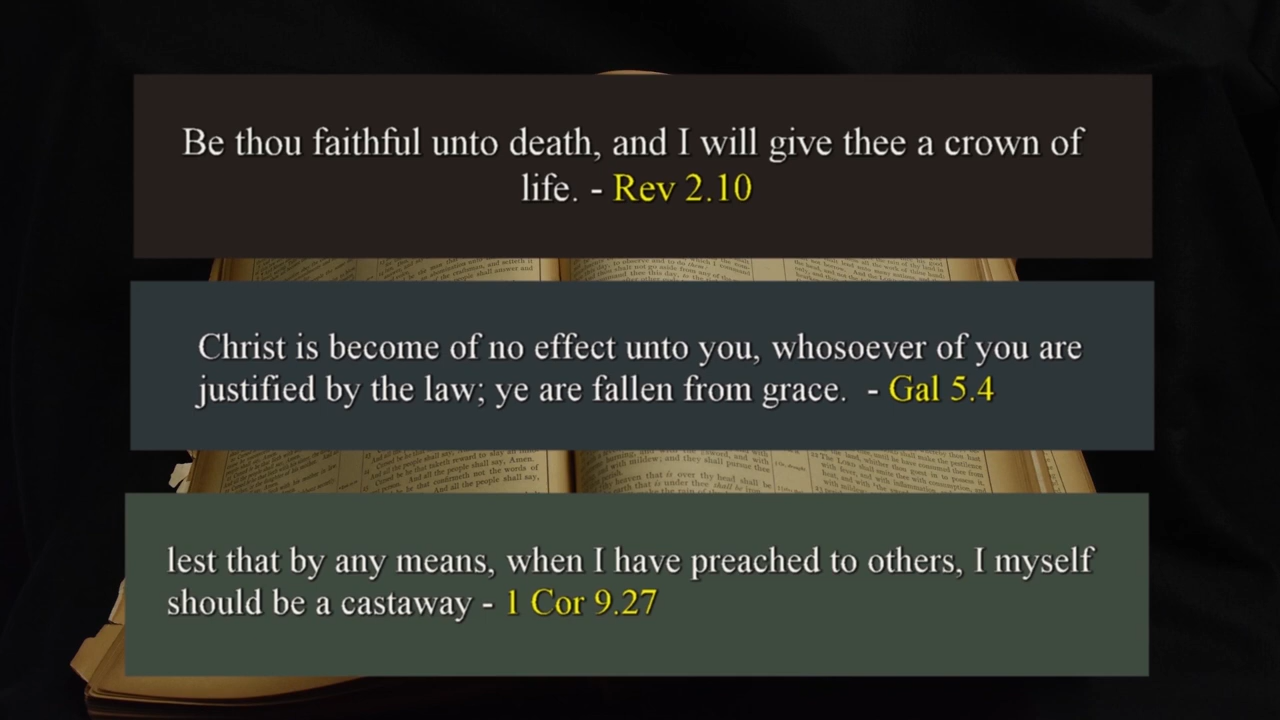 Be thou faithful unto death, and I will give thee a crown of
life. - Rev 2.10
Christ is become of no effect unto you, whosoever of you are
justified by the law; ye are fallen from grace.  - Gal 5.4
lest that by any means, when I have preached to others, I myself
should be a castaway - 1 Cor 9.27